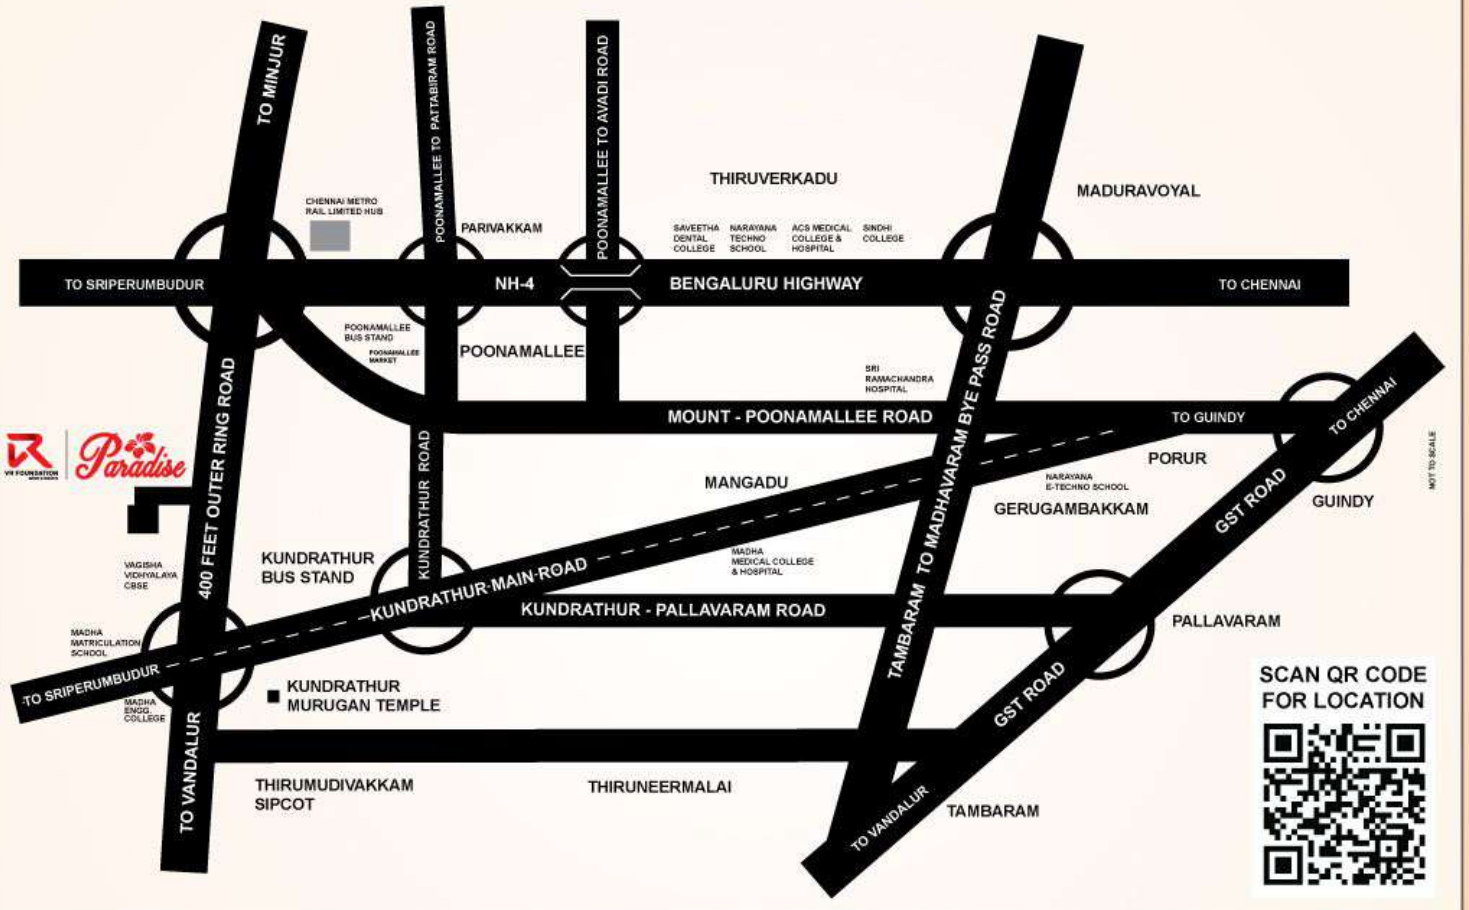 TO MINJUR
POONAMALLEE TO PATTABIRAM ROAD
POONAMALLEE TO AVADI ROAD
THIRUVERKADU
MADURAVOYAL
CHENNAI METRO
RAIL LIMITED HUB
PARIVAKKAM
SAVEETHA
DENTAL
COLLEGE
NARAYANA
TECHNO
SCHOOL
ACS MEDICAL
COLLEGE &
HOSPITAL
SINDHI
COLLEGE
TO SRIPERUMBUDUR
NH-4
BENGALURU HIGHWAY
TO CHENNAI
POONAMALLEE
BUS STAND
POONAMALLEE
MARKET
POONAMALLEE
SRI
RAMACHANDRA
HOSPITAL
MOUNT - POONAMALLEE ROAD
TO GUINDY
TO CHENNAI
400 FEET OUTER RING ROAD
KUNDRATHUR ROAD
TAMBARAM TO MADHAVARAM BYE PASS ROAD
VR FOUNDATION
Paradise
MANGADU
PORUR
NARAYANA
E-TECHNO SCHOOL
GERUGAMBAKKAM
GST ROAD
GUINDY
NOT TO SCALE
VAGISHA
VIDHYALAYA
CBSE
KUNDRATHUR
BUS STAND
MADHA
MEDICAL COLLEGE
& HOSPITAL
KUNDRATHUR-MAIN-ROAD
KUNDRATHUR - PALLAVARAM ROAD
PALLAVARAM
MADHA
MATRICULATION
SCHOOL
TO SRIPERUMBUDUR
MADHA
ENGG.
COLLEGE
KUNDRATHUR
MURUGAN TEMPLE
GST ROAD
SCAN QR CODE
FOR LOCATION
TO VANDALUR
THIRUMUDIVAKKAM
SIPCOT
THIRUNEERMALAI
TO VANDALUR
TAMBARAM